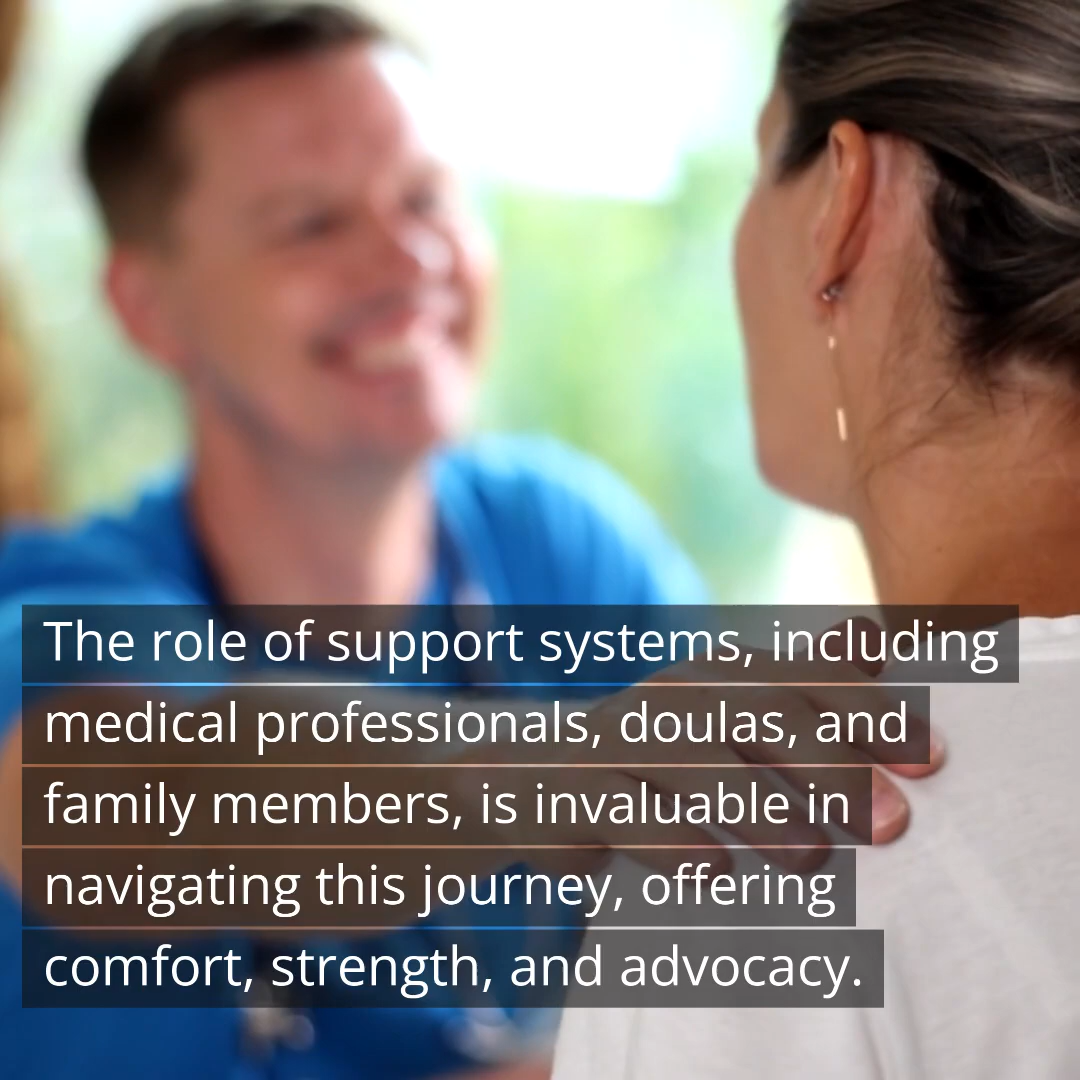 The role of support systems, including
medical professionals, doulas, and
family members, is invaluable in
navigating this journey, offering
comfort, strength, and advocacy.